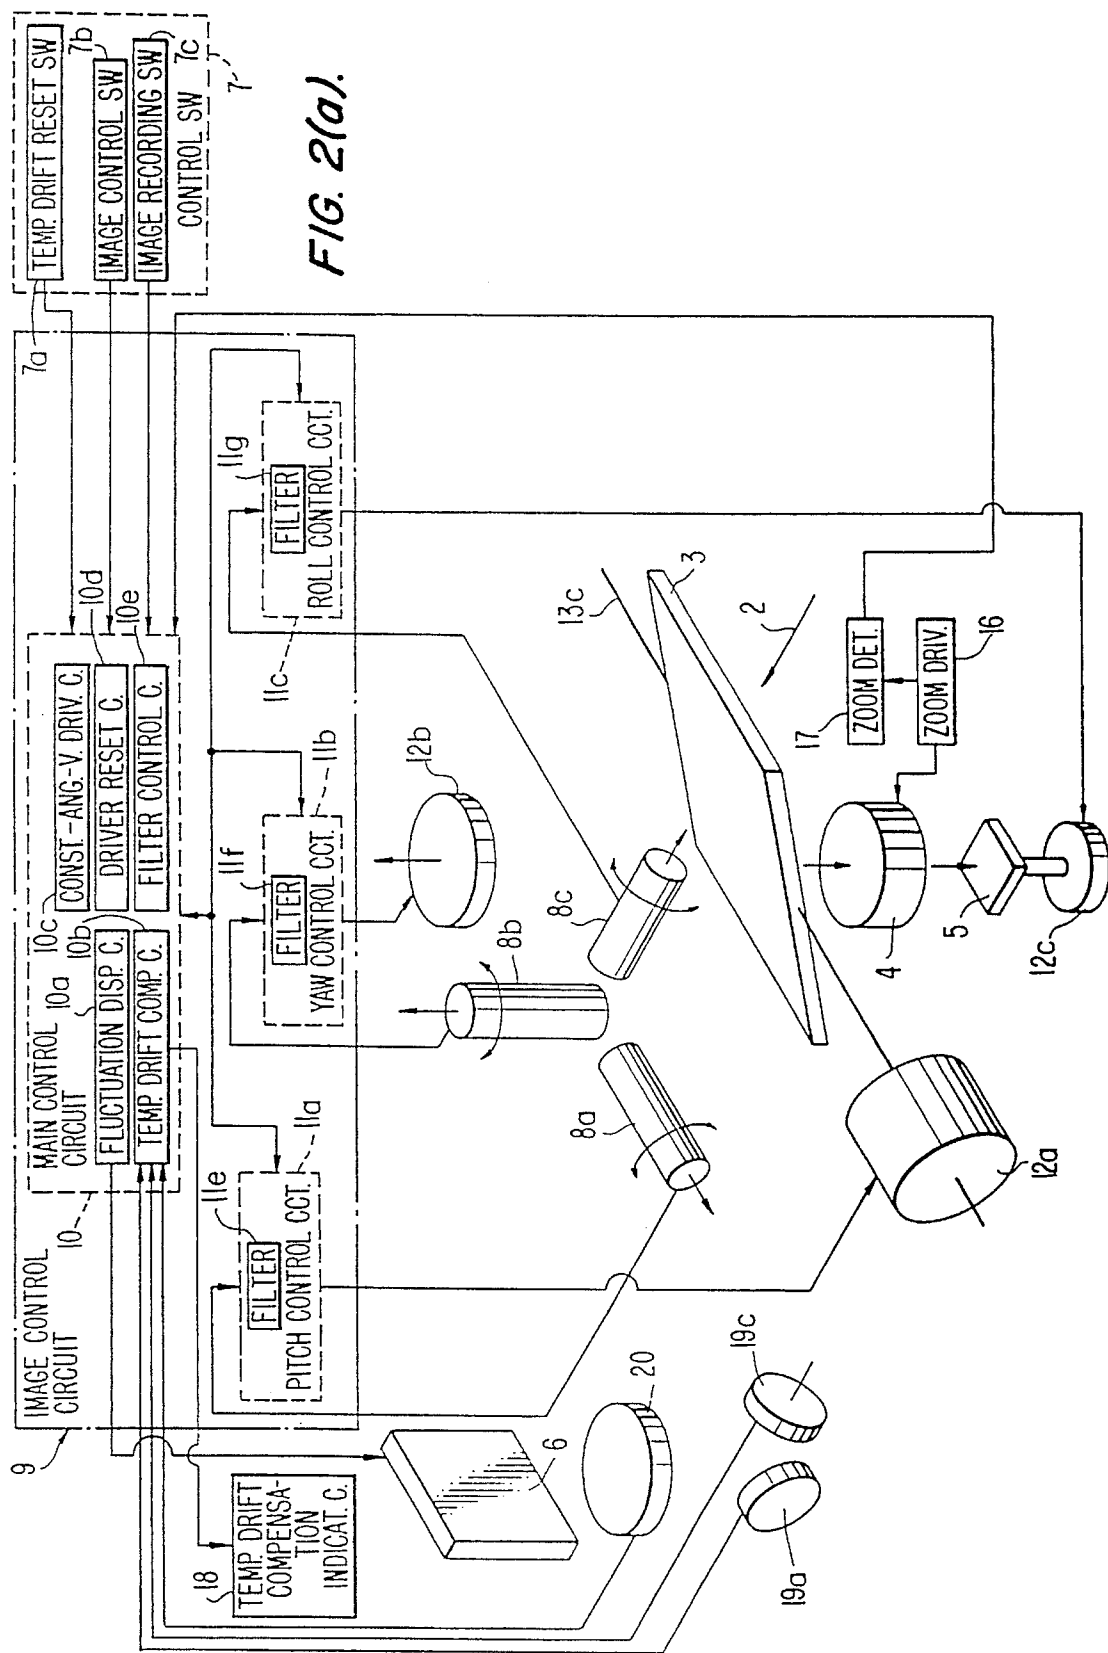 9
IMAGE CONTROL
CIRCUIT
10
MAIN CONTROL
CIRCUIT
10a
FLUCTUATION DISP. C.
10b
TEMP. DRIFT COMP. C.
10c
CONST.-ANG.-V. DRIV. C.
10d
DRIVER RESET C.
10e
FILTER CONTROL C.
7a
TEMP. DRIFT RESET SW
7b
IMAGE CONTROL SW
7c
IMAGE RECORDING SW
CONTROL SW
7
18
TEMP. DRIFT
COMPENSA-
TION
INDICAT. C.
11e
FILTER
PITCH CONTROL CCT.
11a
11f
FILTER
YAW CONTROL CCT.
11b
11g
FILTER
ROLL CONTROL CCT.
11c
FIG. 2(a).
6
20
19c
19a
8a
8b
8c
12b
12a
13c
3
2
17
ZOOM DET.
ZOOM DRIV.
16
4
5
12c